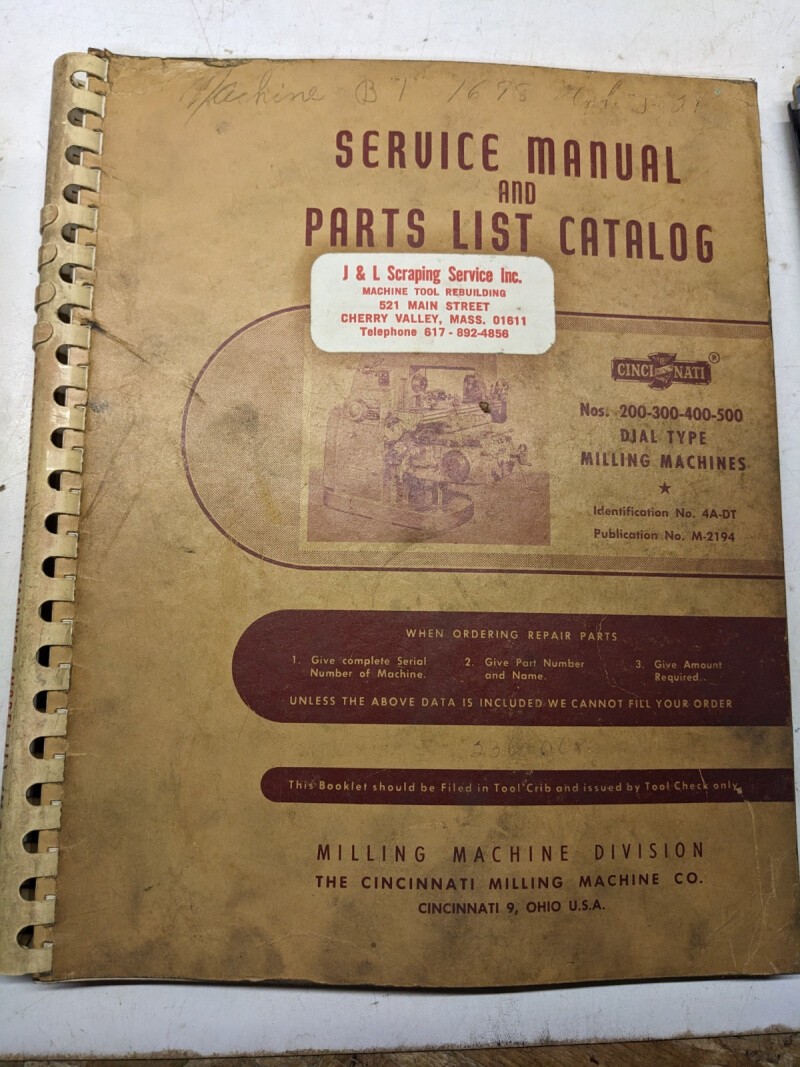 Machine B 1 1678
SERVICE MANUAL
AND
PARTS LIST CATALOG
J & L Scraping Service Inc.
MACHINE TOOL REBUILDING
521 MAIN STREET
CHERRY VALLEY, MASS. 01611
Telephone 617 - 892-4856
CINCINNATI ®
Nos. 200-300-400-500
DIAL TYPE
MILLING MACHINES
★
Identification No. 4A-DT
Publication No. M-2194
WHEN ORDERING REPAIR PARTS
1. Give complete Serial Number of Machine.
2. Give Part Number and Name.
3. Give Amount Required.
UNLESS THE ABOVE DATA IS INCLUDED WE CANNOT FILL YOUR ORDER
This Booklet should be Filed in Tool Crib and issued by Tool Check only.
MILLING MACHINE DIVISION
THE CINCINNATI MILLING MACHINE CO.
CINCINNATI 9, OHIO U.S.A.